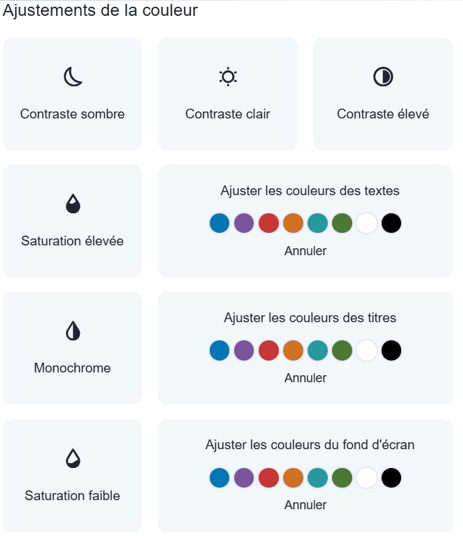 Ajustements de la couleur
Contraste sombre
Contraste clair
Contraste élevé
Saturation élevée
Ajuster les couleurs des textes
Annuler
Monochrome
Ajuster les couleurs des titres
Annuler
Saturation faible
Ajuster les couleurs du fond d'écran
Annuler